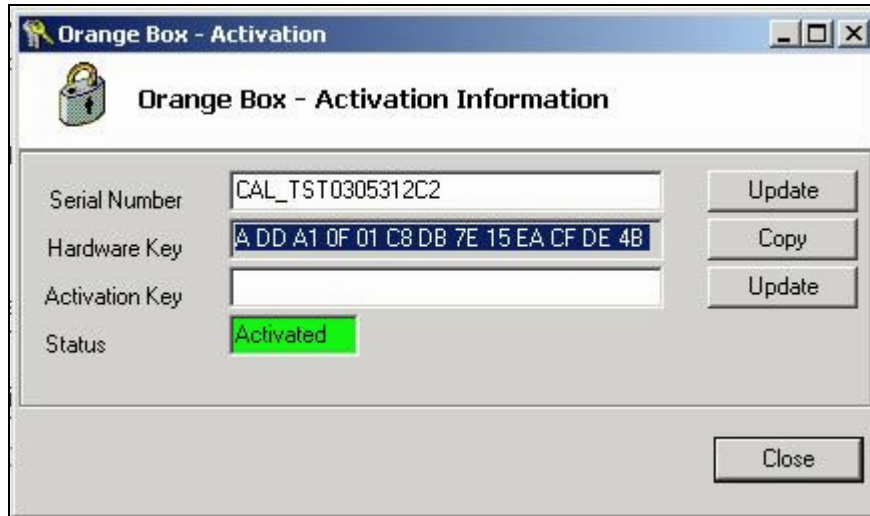 Orange Box - Activation
Orange Box - Activation Information
Serial Number CAL_TST0305312C2 Update
Hardware Key A DD A1 0F 01 C8 DB 7E 15 EA CF DE 4B Copy
Activation Key Update
Status Activated
Close